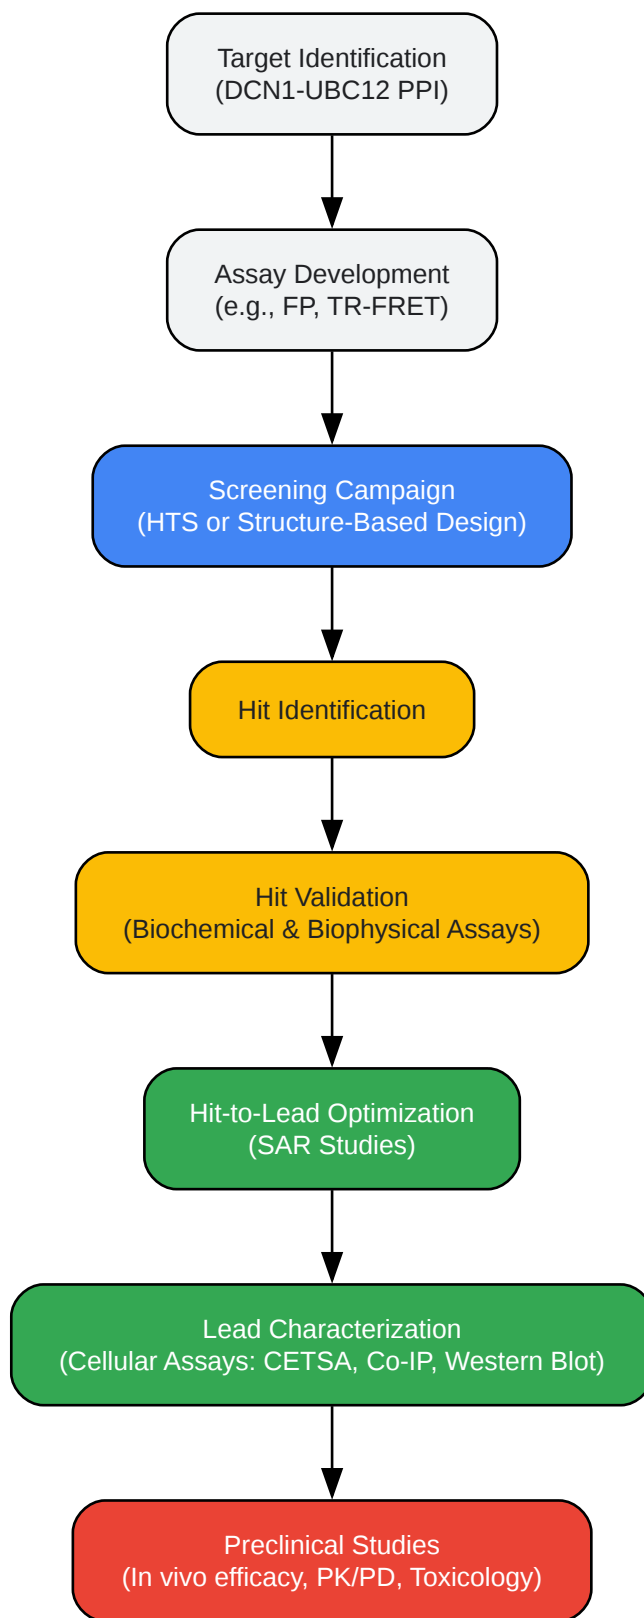 Target Identification
(DCN1-UBC12 PPI)
Assay Development
(e.g., FP, TR-FRET)
Screening Campaign
(HTS or Structure-Based Design)
Hit Identification
Hit Validation
(Biochemical & Biophysical Assays)
Hit-to-Lead Optimization
(SAR Studies)
Lead Characterization
(Cellular Assays: CETSA, Co-IP, Western Blot)
Preclinical Studies
(In vivo efficacy, PK/PD, Toxicology)